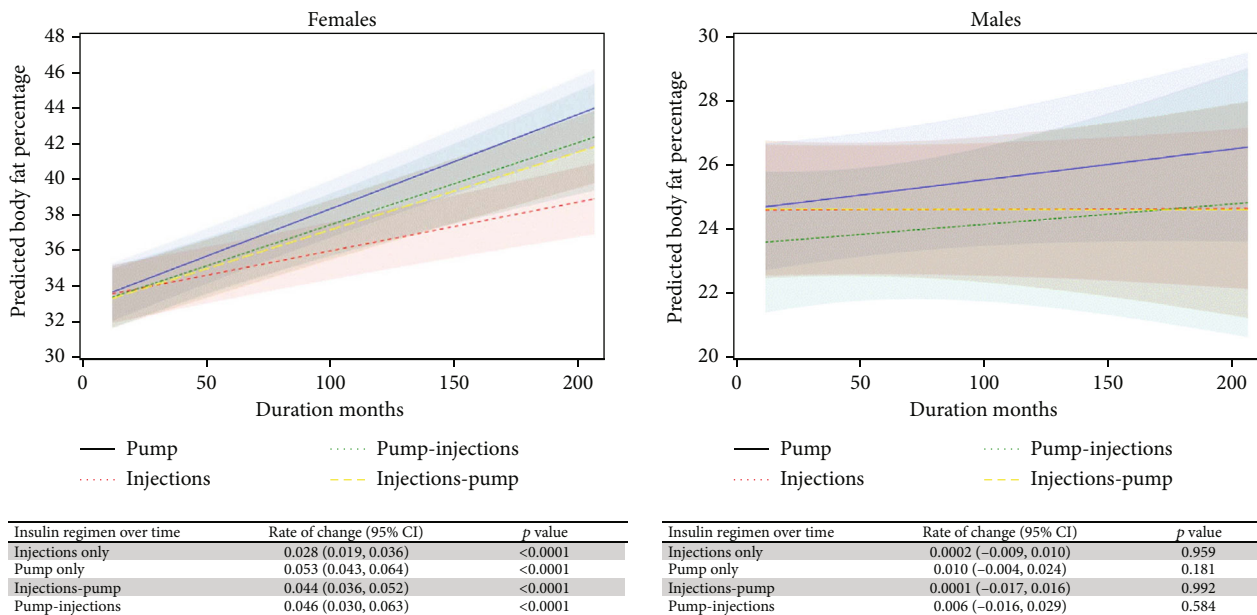 Females
Predicted body fat percentage
48
46
44
42
40
38
36
34
32
30
0 50 100 150 200
Duration months
Pump
Injections
Pump-injections
Injections-pump
Insulin regimen over time Rate of change (95% CI) p value
Injections only 0.028 (0.019, 0.036) <0.0001
Pump only 0.053 (0.043, 0.064) <0.0001
Injections-pump 0.044 (0.036, 0.052) <0.0001
Pump-injections 0.046 (0.030, 0.063) <0.0001
Males
Predicted body fat percentage
30
28
26
24
22
20
0 50 100 150 200
Duration months
Pump
Injections
Pump-injections
Injections-pump
Insulin regimen over time Rate of change (95% CI) p value
Injections only 0.0002 (–0.009, 0.010) 0.959
Pump only 0.010 (–0.004, 0.024) 0.181
Injections-pump 0.0001 (–0.017, 0.016) 0.992
Pump-injections 0.006 (–0.016, 0.029) 0.584